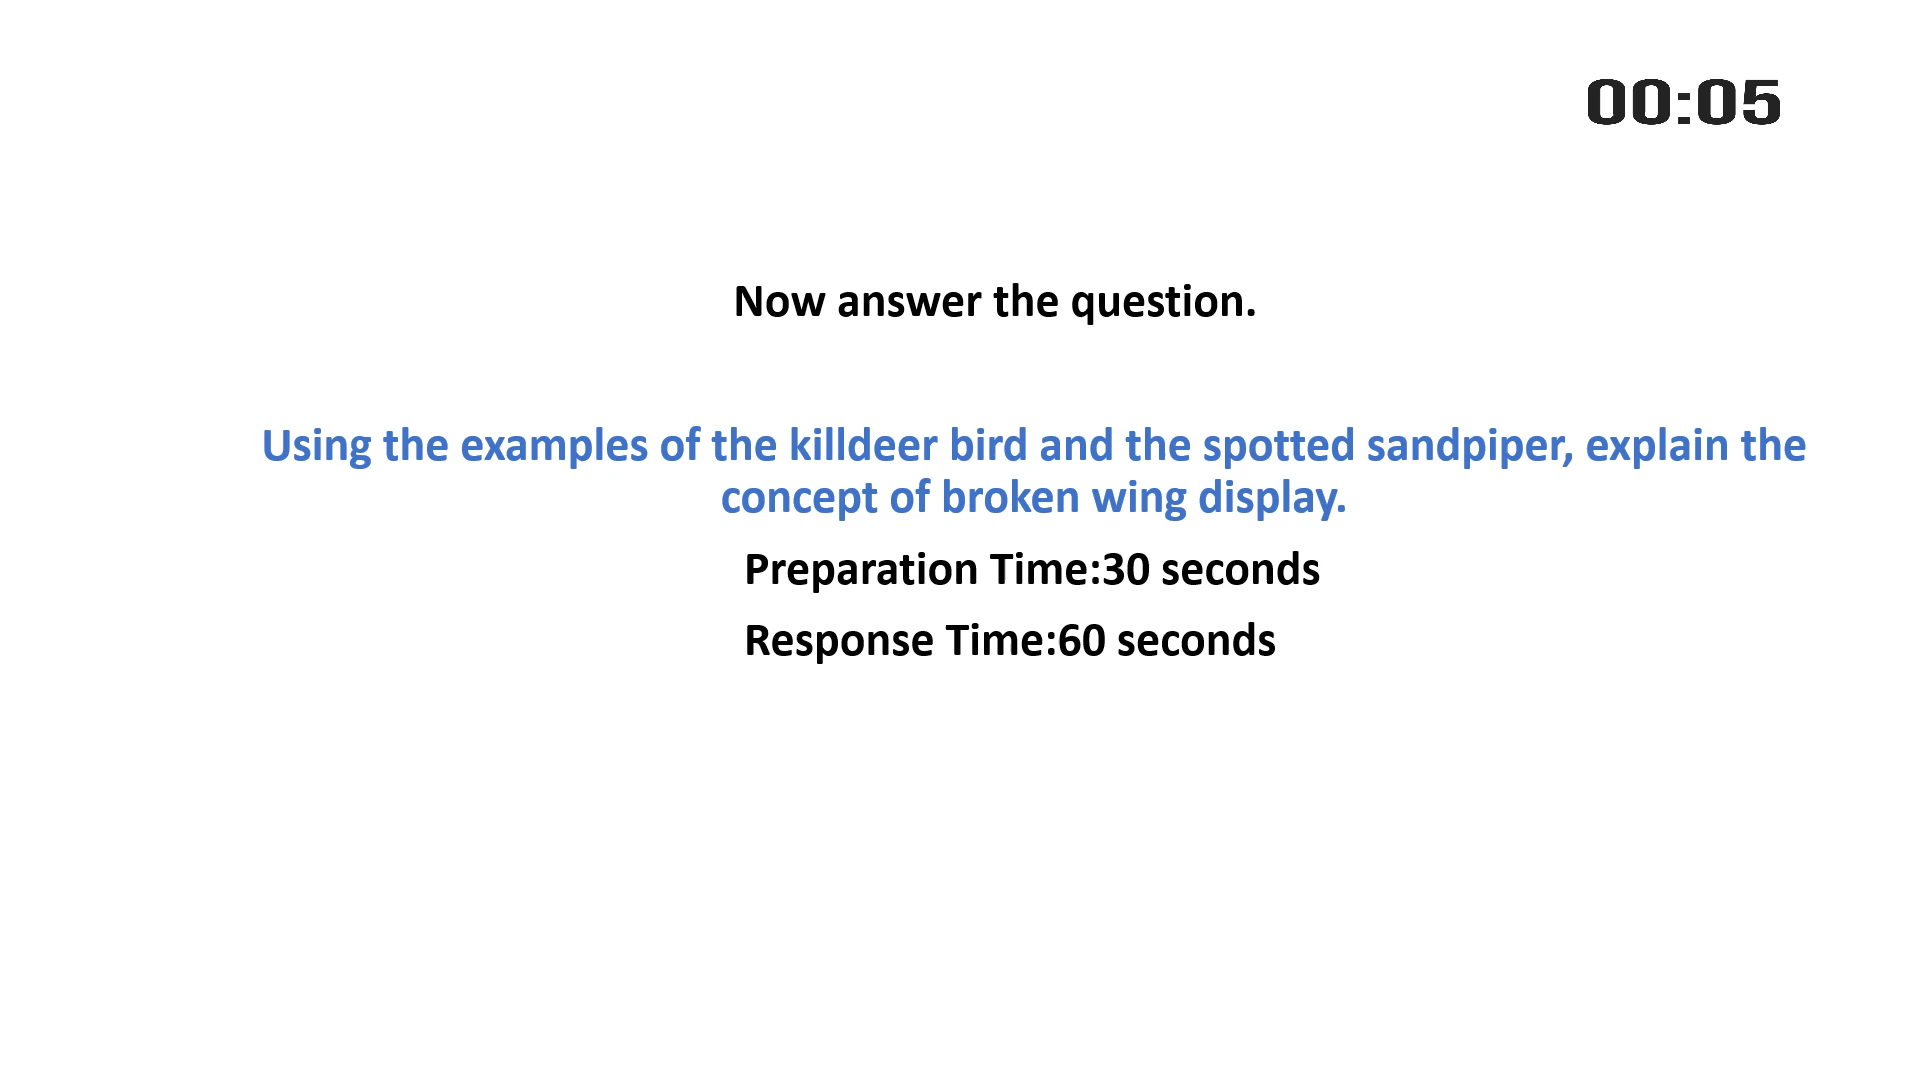 00:05
Now answer the question.
Using the examples of the killdeer bird and the spotted sandpiper, explain the
concept of broken wing display.
Preparation Time:30 seconds
Response Time:60 seconds